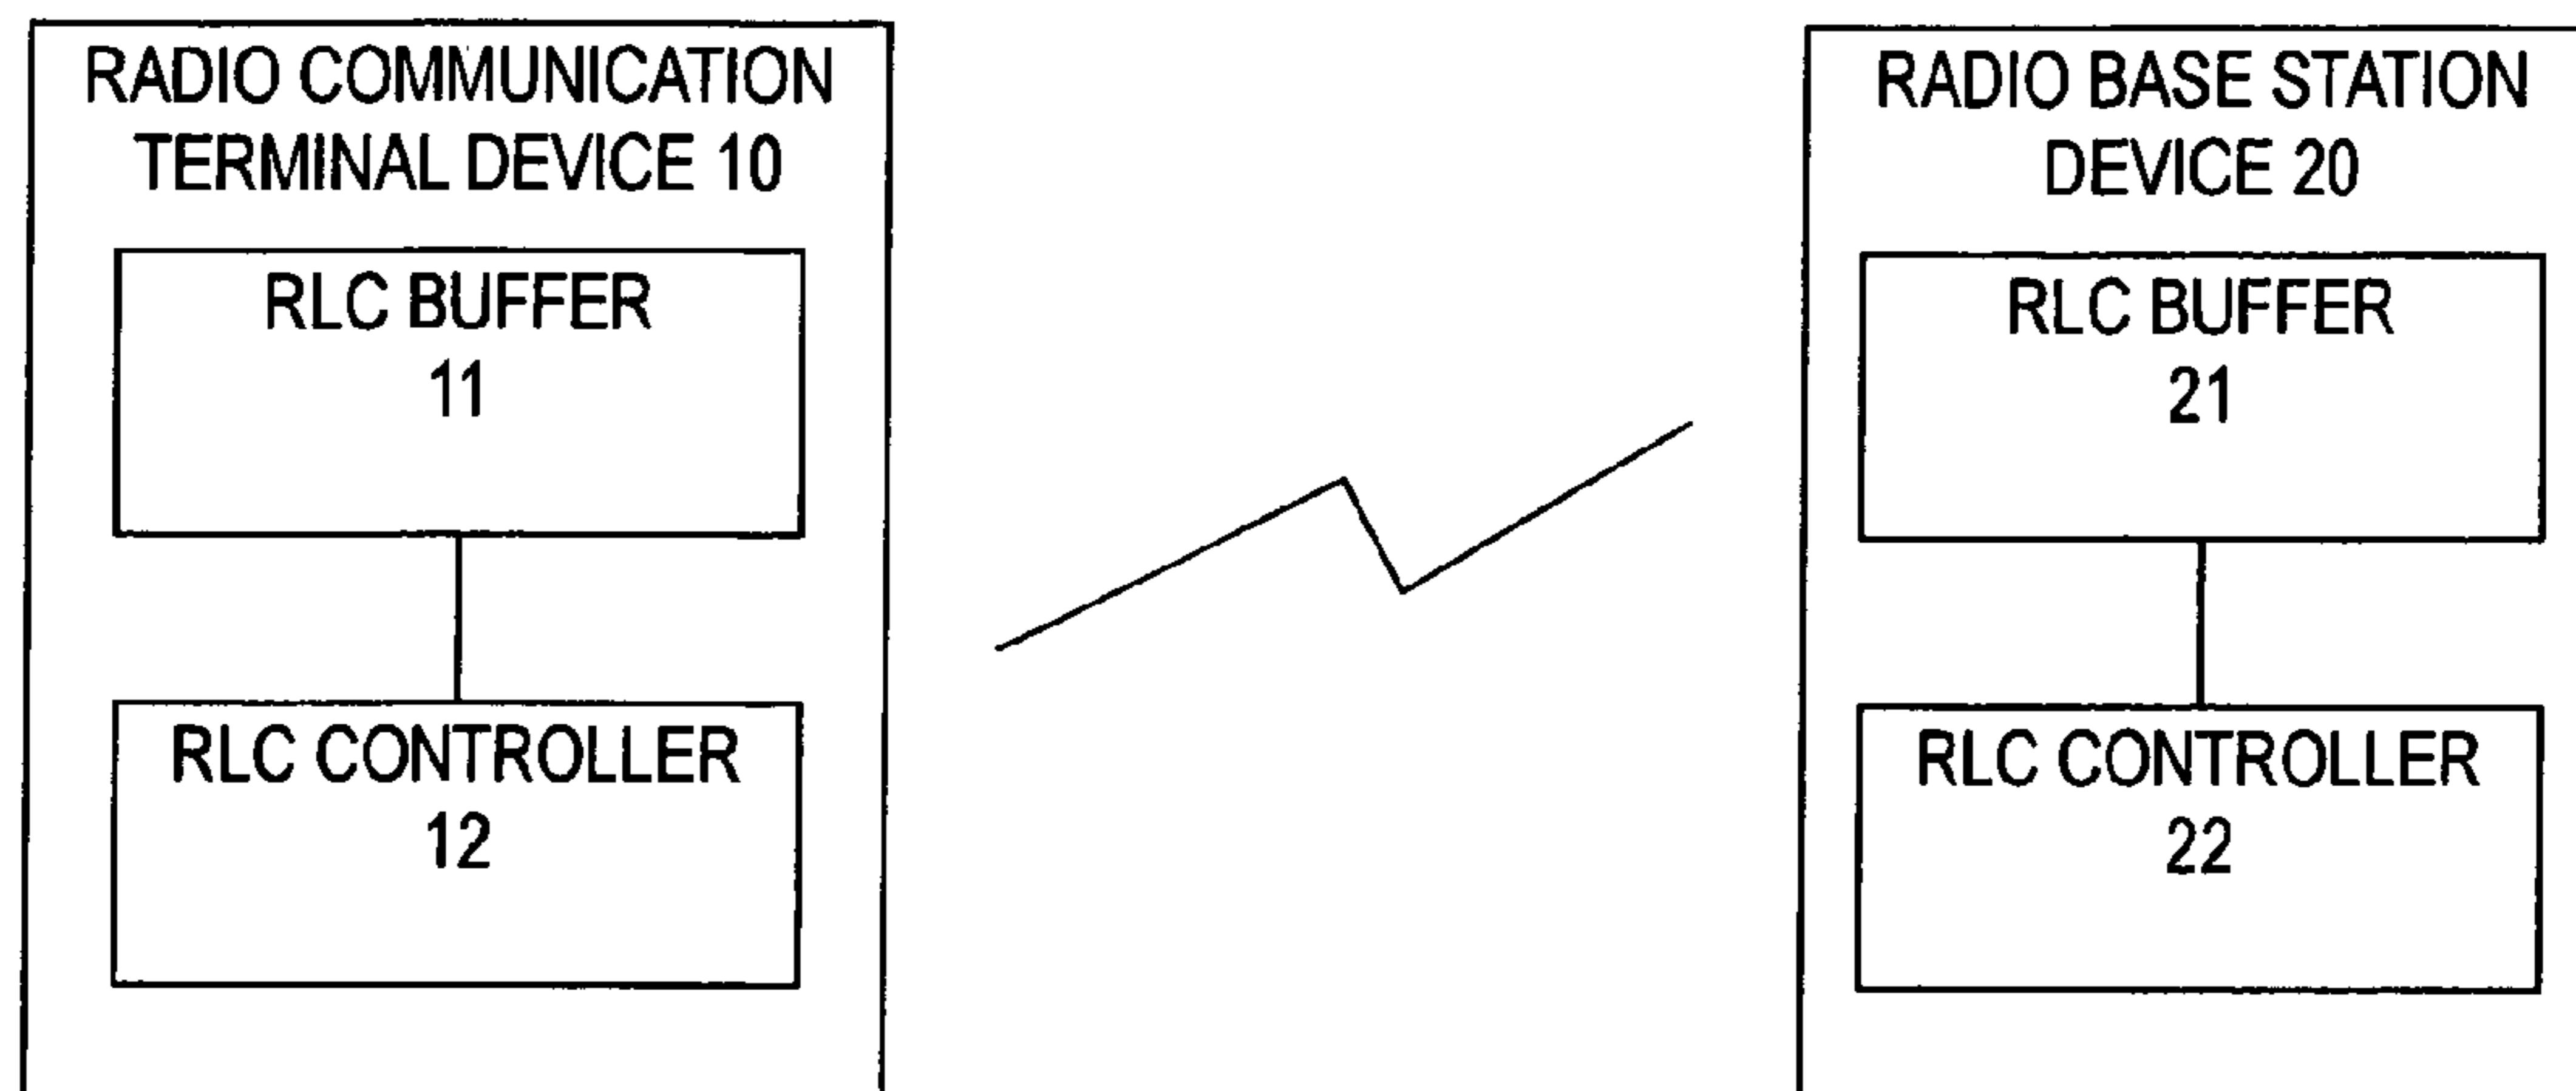 RADIO COMMUNICATION
TERMINAL DEVICE 10
RLC BUFFER
11
RLC CONTROLLER
12
RADIO BASE STATION
DEVICE 20
RLC BUFFER
21
RLC CONTROLLER
22